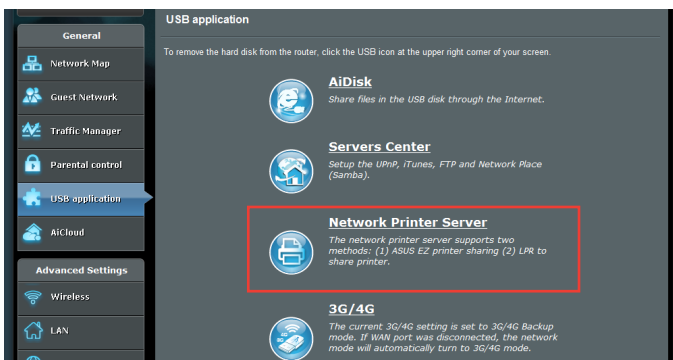 USB application
General
To remove the hard disk from the router, click the USB icon at the upper right corner of your screen.
Network Map
Guest Network
Traffic Manager
Parental control
USB application
AiCloud
Advanced Settings
Wireless
LAN
AiDisk
Share files in the USB disk through the Internet.
Servers Center
Setup the UPnP, iTunes, FTP and Network Place
(Samba).
Network Printer Server
The network printer server supports two
methods: (1) ASUS EZ printer sharing (2) LPR to
share printer.
3G/4G
The current 3G/4G setting is set to 3G/4G Backup
mode. If WAN port was disconnected, the network
mode will automatically turn to 3G/4G mode.